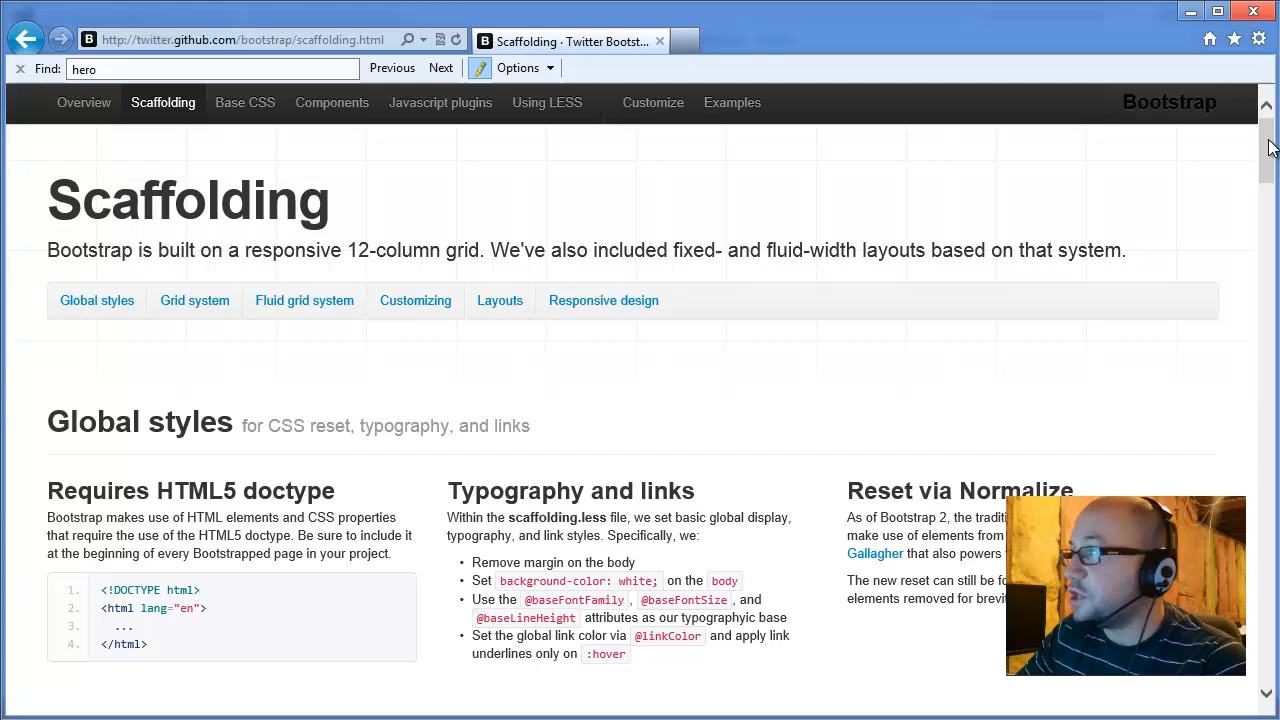 http://twitter.github.com/bootstrap/scaffolding.html
Scaffolding · Twitter Bootst...
Find: hero Previous Next Options
Overview Scaffolding Base CSS Components Javascript plugins Using LESS Customize Examples Bootstrap
Scaffolding
Bootstrap is built on a responsive 12-column grid. We've also included fixed- and fluid-width layouts based on that system.
Global styles Grid system Fluid grid system Customizing Layouts Responsive design
Global styles for CSS reset, typography, and links
Requires HTML5 doctype
Bootstrap makes use of HTML elements and CSS properties
that require the use of the HTML5 doctype. Be sure to include it
at the beginning of every Bootstrapped page in your project.
1. <!DOCTYPE html>
2. <html lang="en">
3. ...
4. </html>
Typography and links
Within the scaffolding.less file, we set basic global display,
typography, and link styles. Specifically, we:
• Remove margin on the body
• Set background-color: white; on the body
• Use the @baseFontFamily, @baseFontSize, and
@baseLineHeight attributes as our typographyic base
• Set the global link color via @linkColor and apply link
underlines only on :hover
Reset via Normalize
As of Bootstrap 2, the traditi
make use of elements from
Gallagher that also powers
The new reset can still be fo
elements removed for brevit